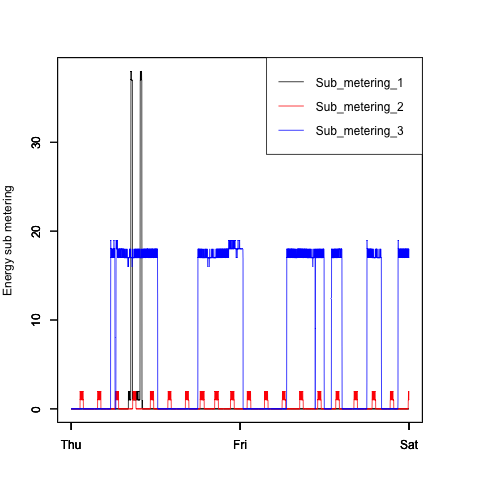 Sub_metering_1
Sub_metering_2
Sub_metering_3
Energy sub metering
30
20
10
0
Thu Fri Sat